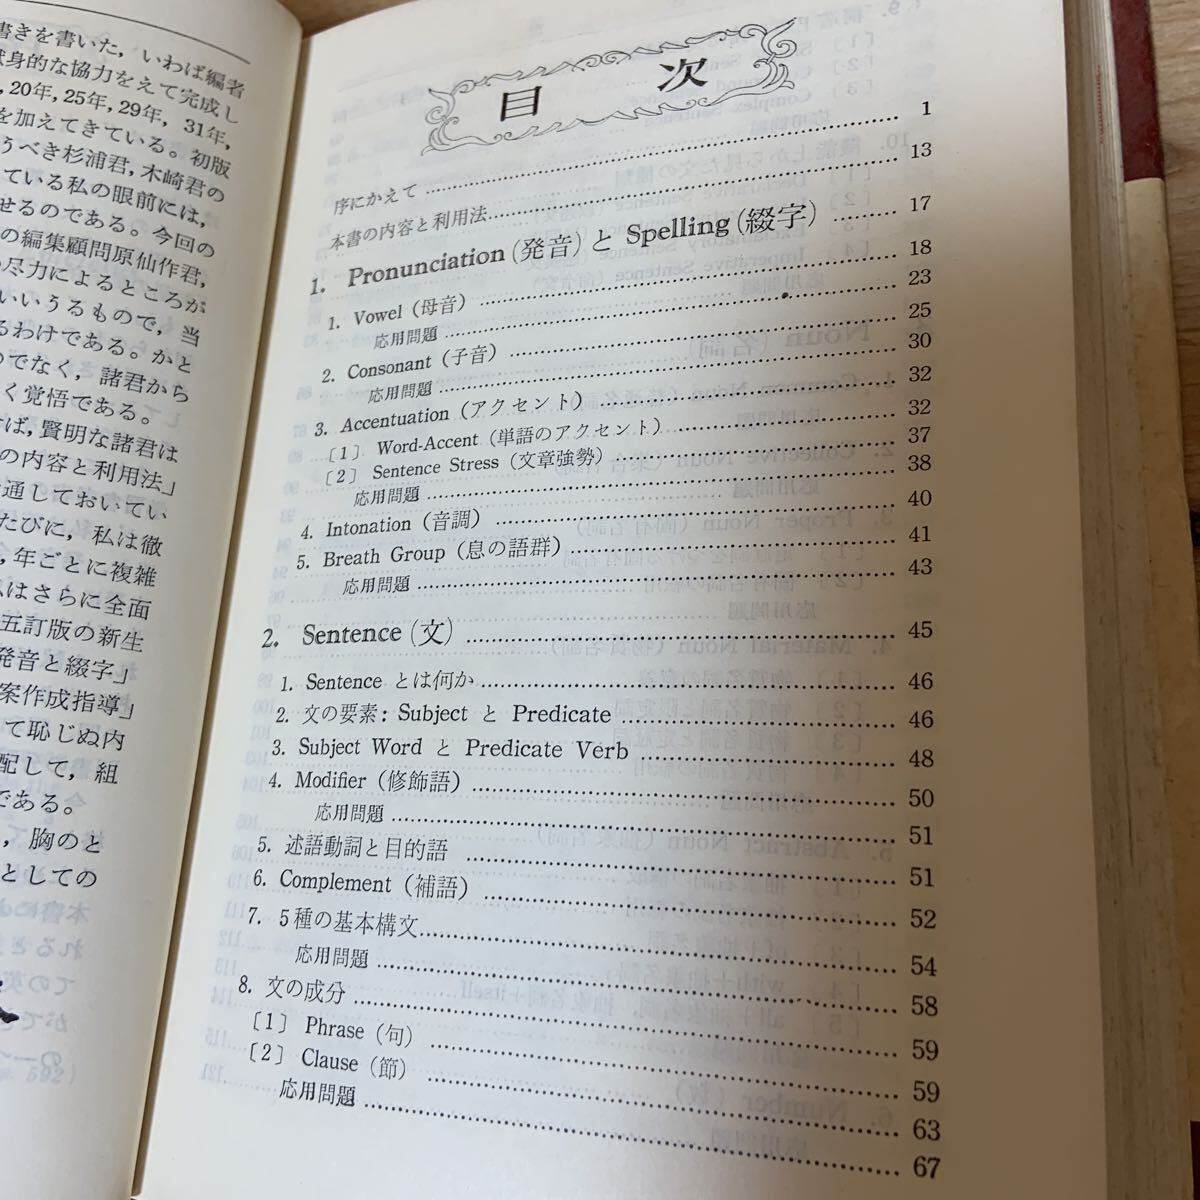 書きを書いた，いわば編者
献身的な協力をえて完成し
，20年，25年，29年，31年，
を加えてきている。初版
うべき杉浦君，木崎君の
ている私の眼前には，
せるのである。今回の
の編集顧問原仙作君，
尽力によるところが
いいうるもので，当
るわけである。かと
のでなく，諸君から
く覚悟である。
ば，賢明な諸君は
の内容と利用法」
通しておいてい
たびに，私は徹
，年ごとに複雑
はさらに全面
五訂版の新生
発音と綴字」
案作成指導」
て恥じぬ内
配して，組
である。
，胸のと
としての
目次
序にかえて 1
本書の内容と利用法 13
1. Pronunciation (発音) と Spelling (綴字) 17
1. Vowel (母音) 18
応用問題 23
2. Consonant (子音) 25
応用問題 30
3. Accentuation (アクセント) 32
〔1〕 Word-Accent (単語のアクセント) 32
〔2〕 Sentence Stress (文章強勢) 37
応用問題 38
4. Intonation (音調) 40
5. Breath Group (息の語群) 41
応用問題 43
2. Sentence (文) 45
1. Sentence とは何か 46
2. 文の要素: Subject と Predicate 46
3. Subject Word と Predicate Verb 48
4. Modifier (修飾語) 50
応用問題 51
5. 述語動詞と目的語 51
6. Complement (補語) 52
7. 5種の基本構文 54
応用問題 58
8. 文の成分 59
〔1〕 Phrase (句) 59
〔2〕 Clause (節) 63
応用問題 67